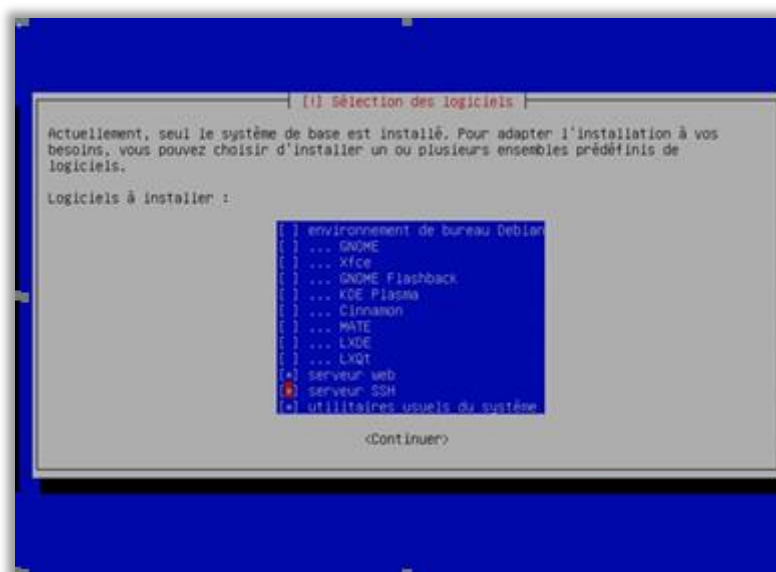 [!] Sélection des logiciels
Actuellement, seul le système de base est installé. Pour adapter l'installation à vos
besoins, vous pouvez choisir d'installer un ou plusieurs ensembles prédéfinis de
logiciels.
Logiciels à installer :
[ ] environnement de bureau Debian
[ ] ... GNOME
[ ] ... Xfce
[ ] ... GNOME Flashback
[ ] ... KDE Plasma
[ ] ... Cinnamon
[ ] ... MATE
[ ] ... LXDE
[ ] ... LXQt
[*] serveur web
[*] serveur SSH
[*] utilitaires usuels du système
<Continuer>